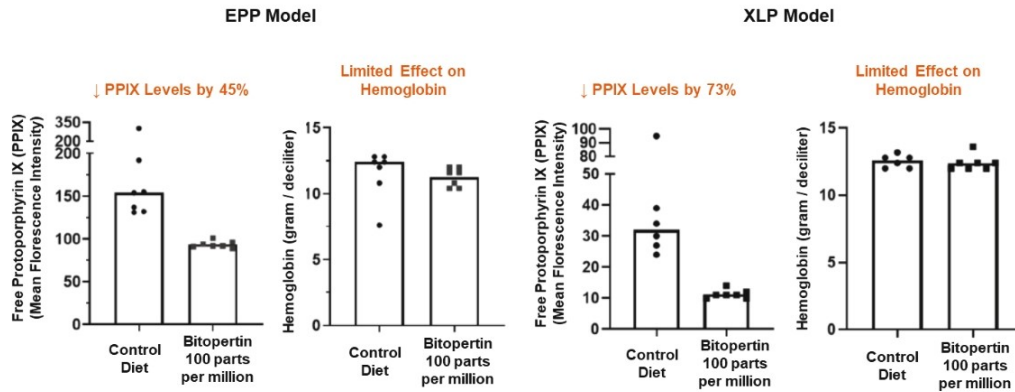 EPP Model
↓ PPIX Levels by 45%
Free Protoporphyrin IX (PPIX)
(Mean Florescence Intensity)
350
200
200
150
100
50
0
Control
Diet
Bitopertin
100 parts
per million
Limited Effect on
Hemoglobin
Hemoglobin (gram / deciliter)
15
10
5
0
Control
Diet
Bitopertin
100 parts
per million
XLP Model
↓ PPIX Levels by 73%
Free Protoporphyrin IX (PPIX)
(Mean Florescence Intensity)
100
90
80
50
40
30
20
10
0
Control
Diet
Bitopertin
100 parts
per million
Limited Effect on
Hemoglobin
Hemoglobin (gram / deciliter)
15
10
5
0
Control
Diet
Bitopertin
100 parts
per million